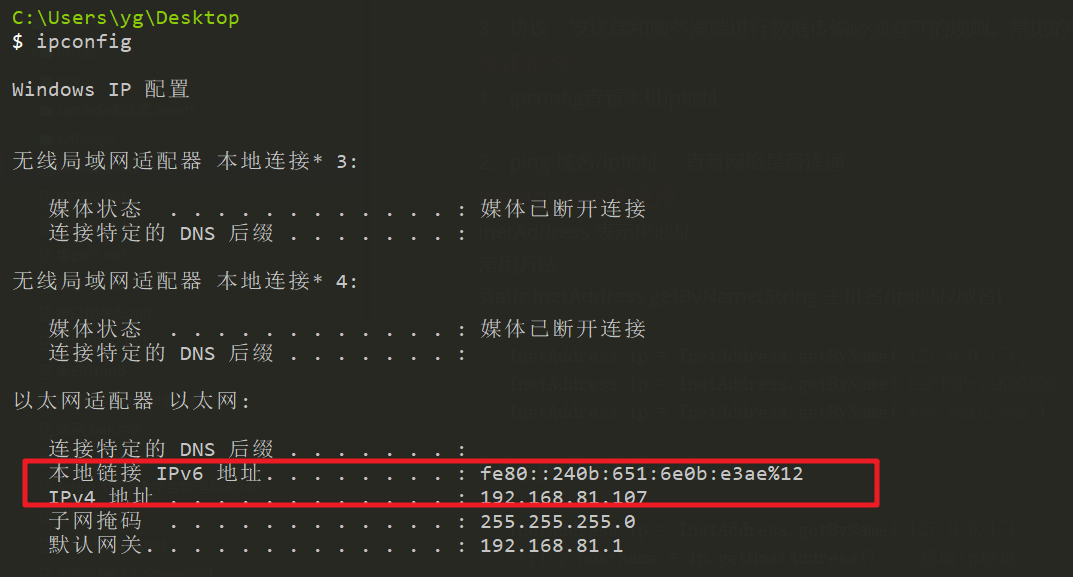 C:\Users\yg\Desktop
$ ipconfig
Windows IP 配置
无线局域网适配器 本地连接* 3:
媒体状态 . . . . . . . . . . . . : 媒体已断开连接
连接特定的 DNS 后缀 . . . . . . . :
无线局域网适配器 本地连接* 4:
媒体状态 . . . . . . . . . . . . : 媒体已断开连接
连接特定的 DNS 后缀 . . . . . . . :
以太网适配器 以太网:
连接特定的 DNS 后缀 . . . . . . . :
本地链接 IPv6 地址. . . . . . . . : fe80::240b:651:6e0b:e3ae%12
IPv4 地址 . . . . . . . . . . . . : 192.168.81.107
子网掩码 . . . . . . . . . . . . : 255.255.255.0
默认网关. . . . . . . . . . . . . : 192.168.81.1